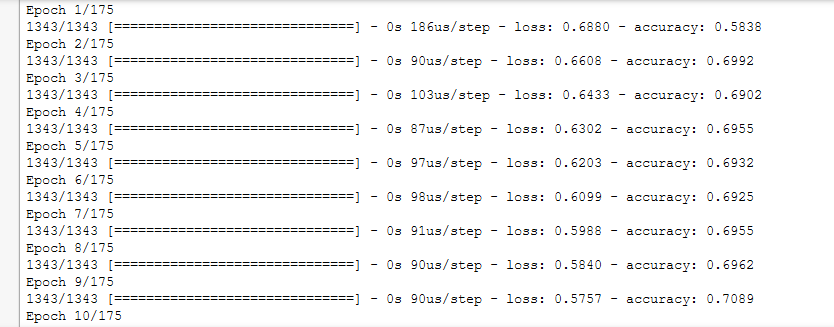 Epoch 1/175
1343/1343 [==============================] - 0s 186us/step - loss: 0.6880 - accuracy: 0.5838
Epoch 2/175
1343/1343 [==============================] - 0s 90us/step - loss: 0.6608 - accuracy: 0.6992
Epoch 3/175
1343/1343 [==============================] - 0s 103us/step - loss: 0.6433 - accuracy: 0.6902
Epoch 4/175
1343/1343 [==============================] - 0s 87us/step - loss: 0.6302 - accuracy: 0.6955
Epoch 5/175
1343/1343 [==============================] - 0s 97us/step - loss: 0.6203 - accuracy: 0.6932
Epoch 6/175
1343/1343 [==============================] - 0s 98us/step - loss: 0.6099 - accuracy: 0.6925
Epoch 7/175
1343/1343 [==============================] - 0s 91us/step - loss: 0.5988 - accuracy: 0.6955
Epoch 8/175
1343/1343 [==============================] - 0s 90us/step - loss: 0.5840 - accuracy: 0.6962
Epoch 9/175
1343/1343 [==============================] - 0s 90us/step - loss: 0.5757 - accuracy: 0.7089
Epoch 10/175